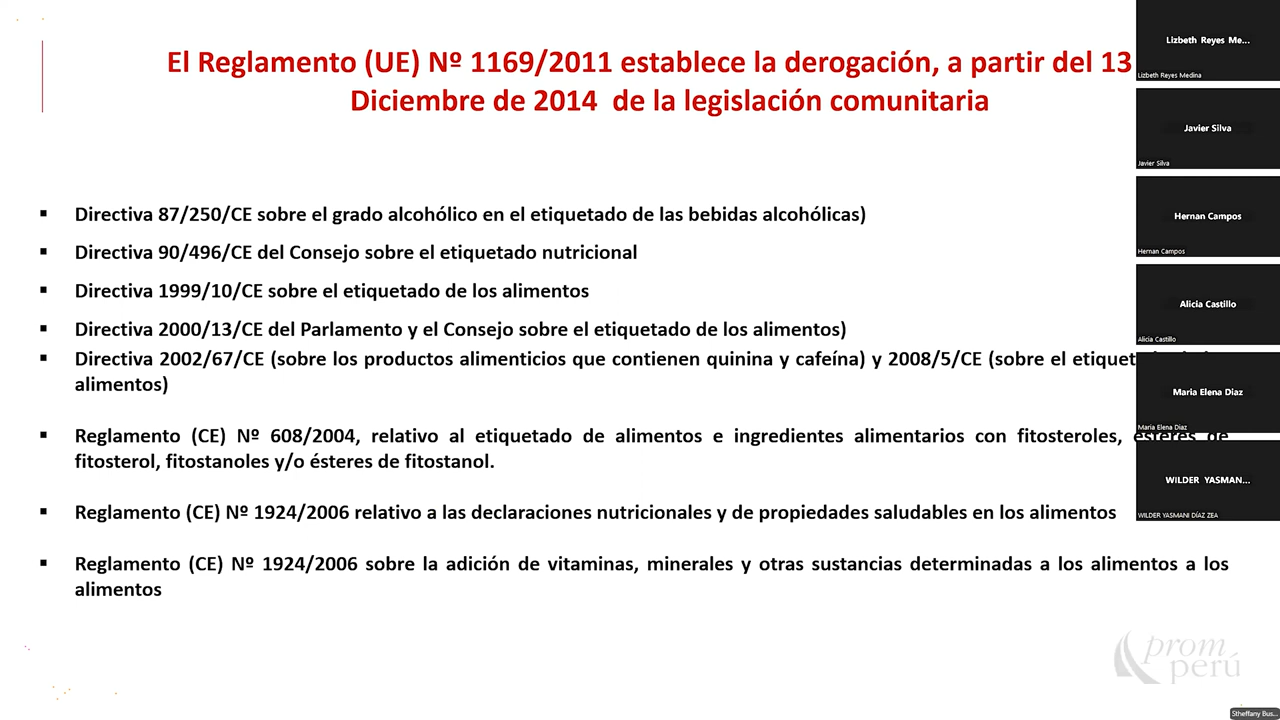 El Reglamento (UE) Nº 1169/2011 establece la derogación, a partir del 13
Diciembre de 2014 de la legislación comunitaria
▪ Directiva 87/250/CE sobre el grado alcohólico en el etiquetado de las bebidas alcohólicas)
▪ Directiva 90/496/CE del Consejo sobre el etiquetado nutricional
▪ Directiva 1999/10/CE sobre el etiquetado de los alimentos
▪ Directiva 2000/13/CE del Parlamento y el Consejo sobre el etiquetado de los alimentos)
▪ Directiva 2002/67/CE (sobre los productos alimenticios que contienen quinina y cafeína) y 2008/5/CE (sobre el
alimentos)
▪ Reglamento (CE) Nº 608/2004, relativo al etiquetado de alimentos e ingredientes alimentarios con fitosteroles, ésteres de
fitosterol, fitostanoles y/o ésteres de fitostanol.
▪ Reglamento (CE) Nº 1924/2006 relativo a las declaraciones nutricionales y de propiedades saludables en los alimentos
▪ Reglamento (CE) Nº 1924/2006 sobre la adición de vitaminas, minerales y otras sustancias determinadas a los alimentos a los
alimentos
Lizbeth Reyes Me...
Lizbeth Reyes Medina
Javier Silva
Javier Silva
Hernan Campos
Hernan Campos
Alicia Castillo
Alicia Castillo
Maria Elena Diaz
Maria Elena Diaz
WILDER YASMAN...
WILDER YASMANI DÍAZ ZEA
prom
perú
Stheffany Bus...